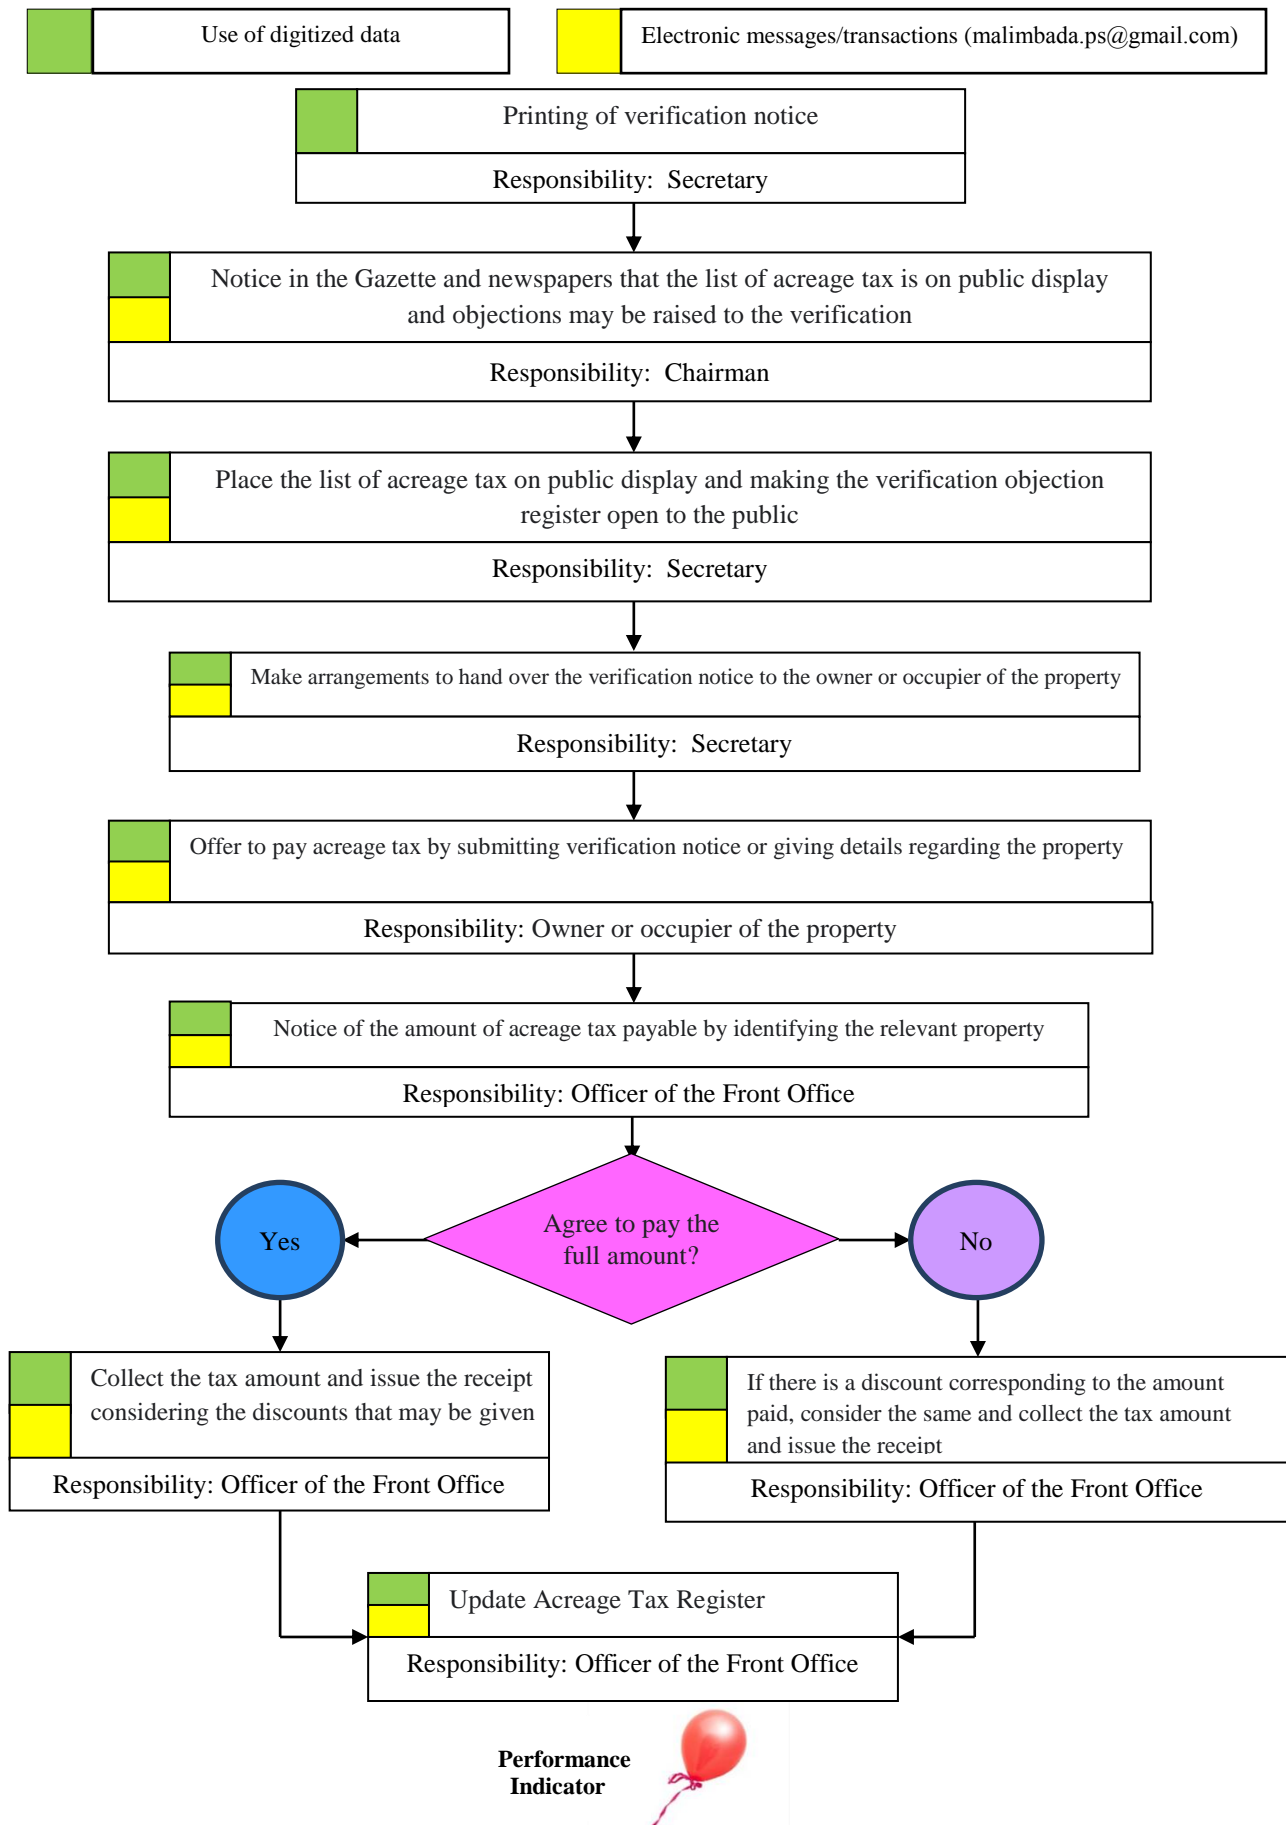 Use of digitized data
Electronic messages/transactions (malimbada.ps@gmail.com)
Printing of verification notice
Responsibility: Secretary
Notice in the Gazette and newspapers that the list of acreage tax is on public display
and objections may be raised to the verification
Responsibility: Chairman
Place the list of acreage tax on public display and making the verification objection
register open to the public
Responsibility: Secretary
Make arrangements to hand over the verification notice to the owner or occupier of the property
Responsibility: Secretary
Offer to pay acreage tax by submitting verification notice or giving details regarding the property
Responsibility: Owner or occupier of the property
Notice of the amount of acreage tax payable by identifying the relevant property
Responsibility: Officer of the Front Office
Agree to pay the
full amount?
Yes
No
Collect the tax amount and issue the receipt
considering the discounts that may be given
Responsibility: Officer of the Front Office
If there is a discount corresponding to the amount
paid, consider the same and collect the tax amount
and issue the receipt
Responsibility: Officer of the Front Office
Update Acreage Tax Register
Responsibility: Officer of the Front Office
Performance
Indicator